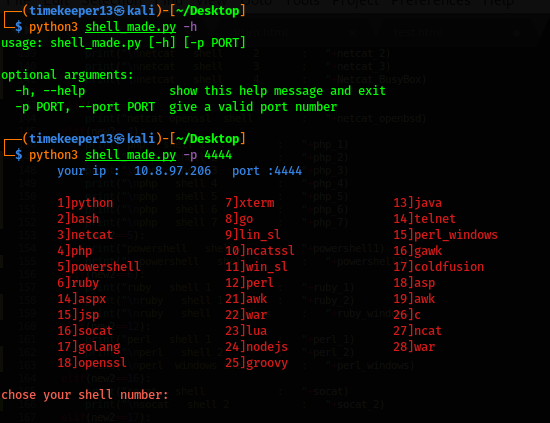 (timekeeper13㉿kali)-[~/Desktop]
$ python3 shell_made.py -h
usage: shell_made.py [-h] [-p PORT]
optional arguments:
-h, --help show this help message and exit
-p PORT, --port PORT give a valid port number
(timekeeper13㉿kali)-[~/Desktop]
$ python3 shell_made.py -p 4444
your ip : 10.8.97.206 port :4444
1]python 7]xterm 13]java
2]bash 8]go 14]telnet
3]netcat 9]lin_sl 15]perl_windows
4]php 10]ncatssl 16]gawk
5]powershell 11]win_sl 17]coldfusion
6]ruby 12]perl 18]asp
14]aspx 21]awk 19]awk
15]jsp 22]war 26]c
16]socat 23]lua 27]ncat
17]golang 24]nodejs 28]war
18]openssl 25]groovy
chose your shell number: